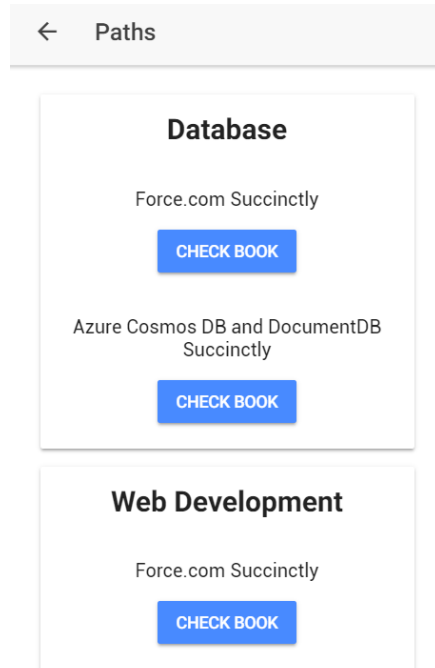 Paths
Database
Force.com Succinctly
CHECK BOOK
Azure Cosmos DB and DocumentDB
Succinctly
CHECK BOOK
Web Development
Force.com Succinctly
CHECK BOOK